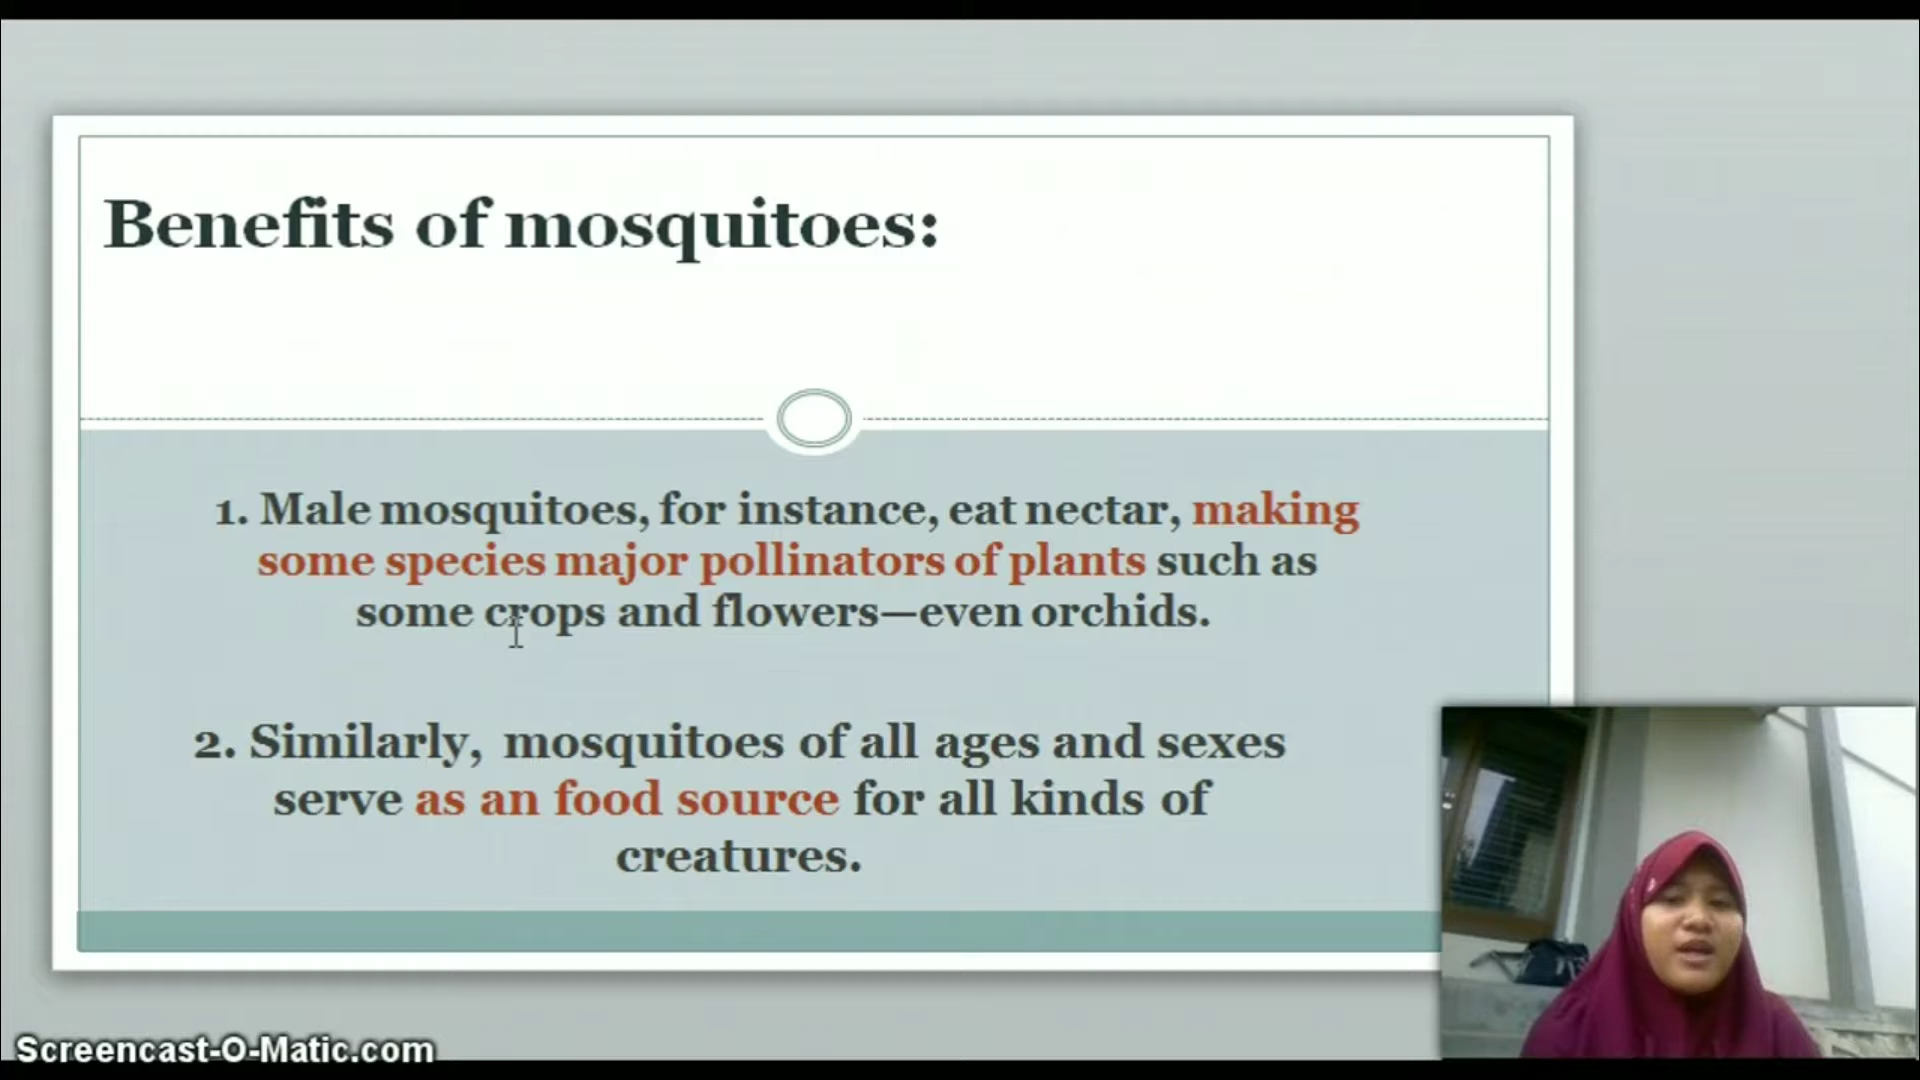 Benefits of mosquitoes:
1. Male mosquitoes, for instance, eat nectar, making
some species major pollinators of plants such as
some crops and flowers—even orchids.
2. Similarly, mosquitoes of all ages and sexes
serve as an food source for all kinds of
creatures.
Screencast-O-Matic.com